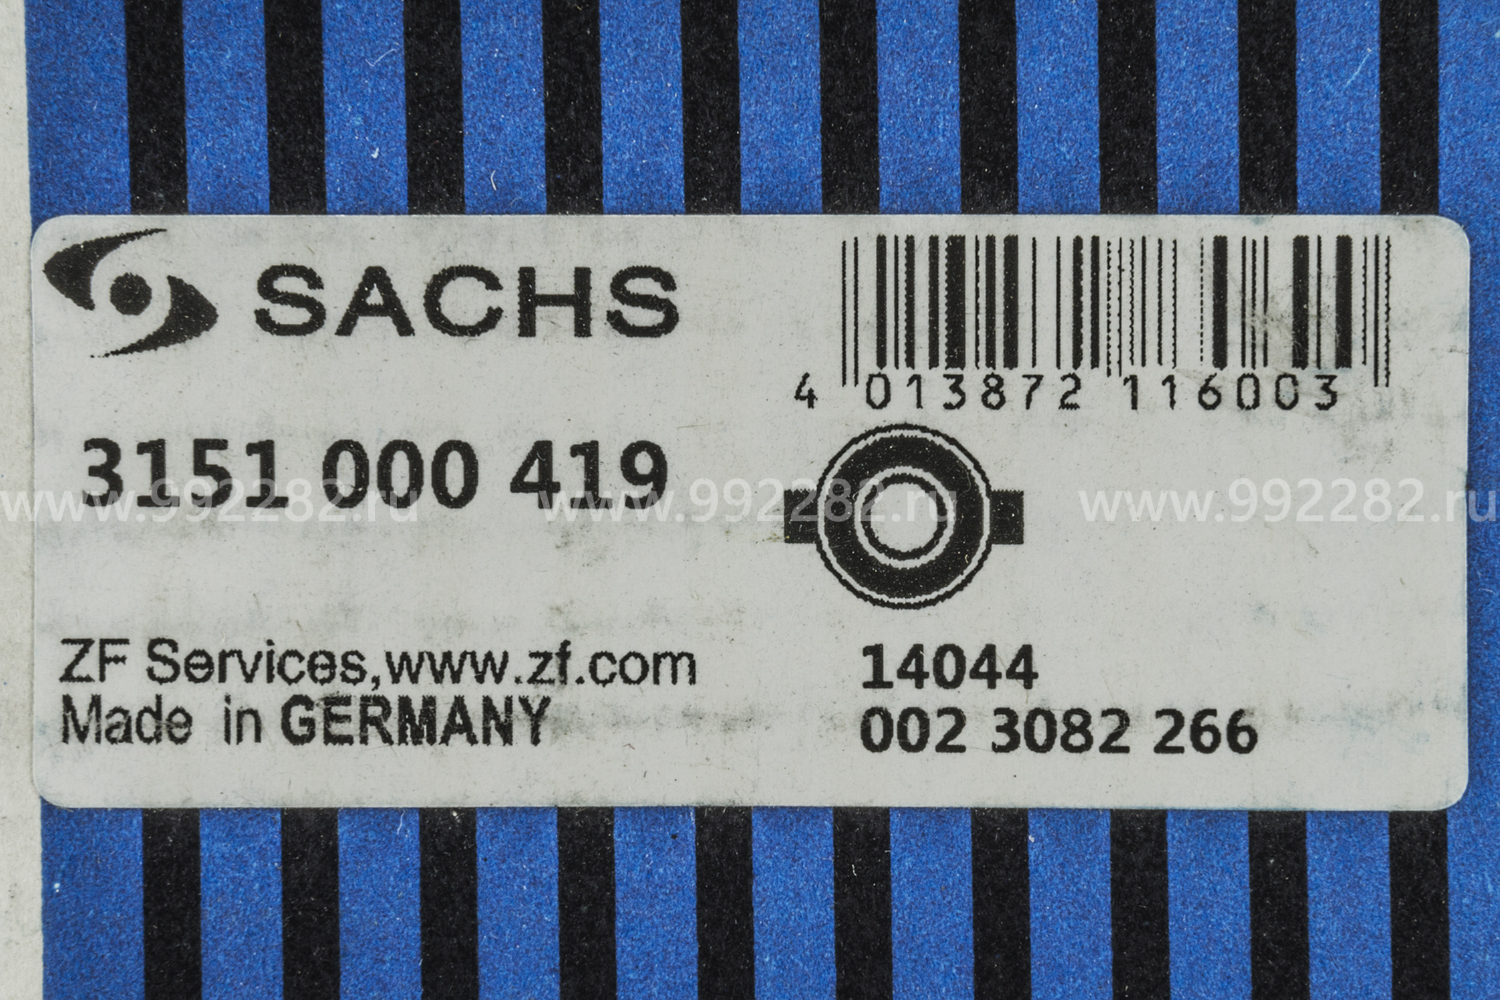 SACHS
4 013872 116003
3151 000 419
www.992282.ru www.992282.ru www.992282.ru
ZF Services,www.zf.com
Made in GERMANY
14044
002 3082 266